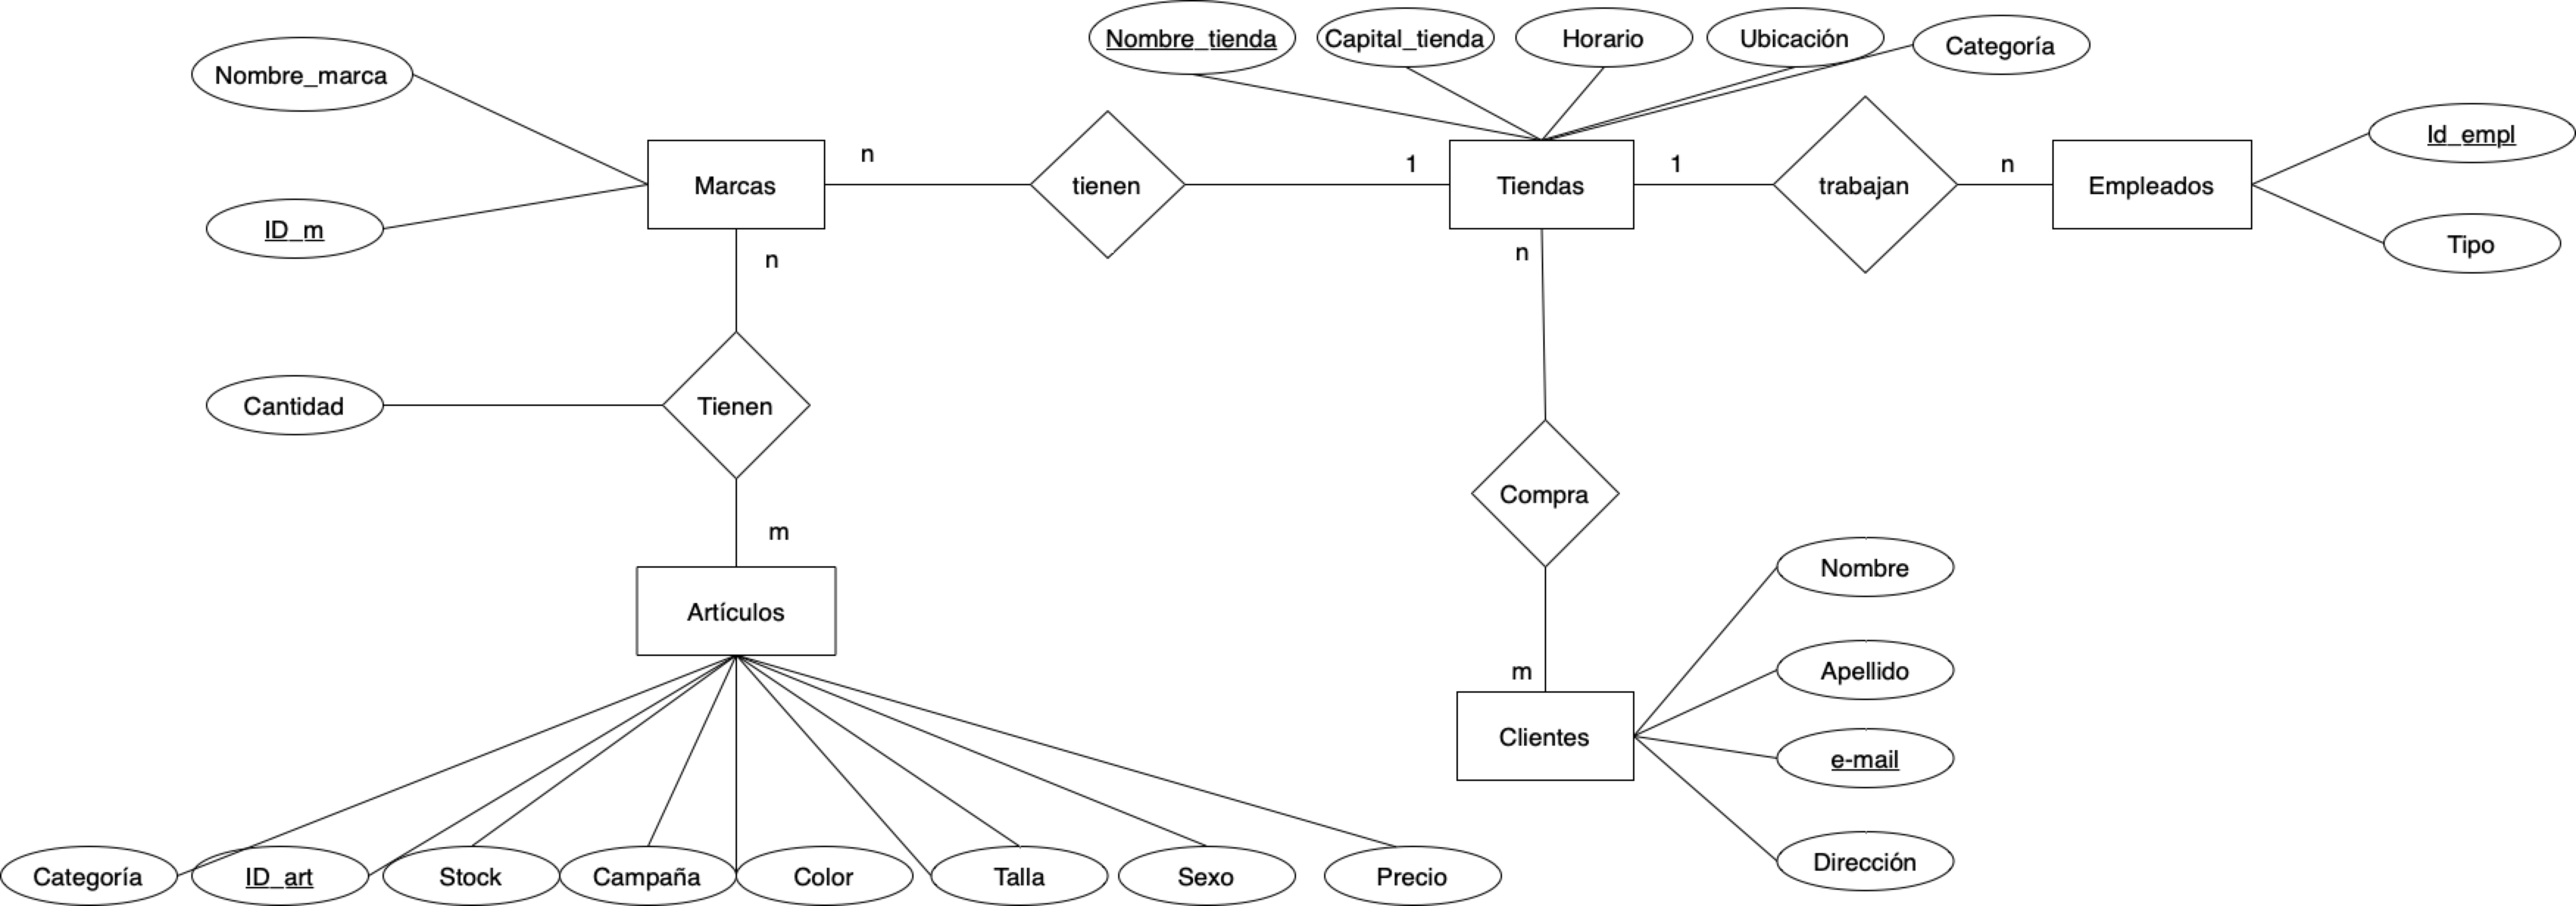 Nombre_tienda
Capital_tienda
Horario
Ubicación
Categoría
Nombre_marca
Id_empl
n
1
1
n
Marcas
tienen
Tiendas
trabajan
Empleados
ID_m
Tipo
n
n
Cantidad
Tienen
Compra
m
Nombre
Artículos
m
Apellido
Clientes
e-mail
Dirección
Categoría
ID_art
Stock
Campaña
Color
Talla
Sexo
Precio